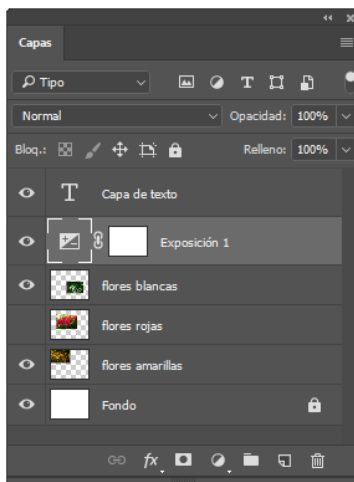 Capas
Tipo
Normal Opacidad: 100%
Bloq.: Relleno: 100%
T Capa de texto
Exposición 1
flores blancas
flores rojas
flores amarillas
Fondo
fx